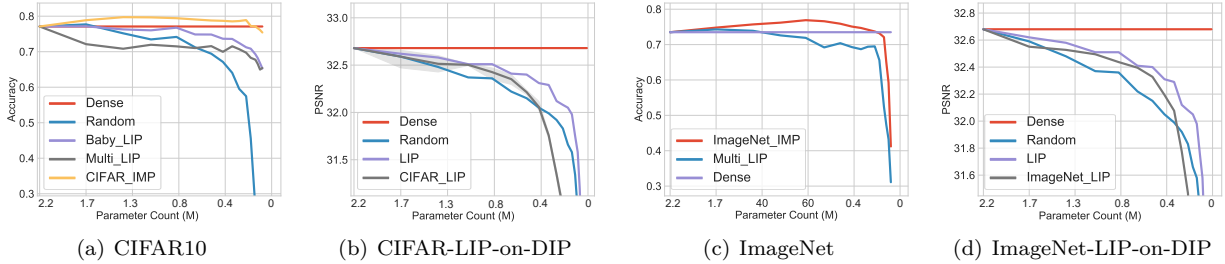 0.8
0.7
0.6
0.5
0.4
0.3
Accuracy
Dense
Random
Baby_LIP
Multi_LIP
CIFAR_IMP
2.2 1.7 1.2 0.8 0.4 0
Parameter Count (M)
(a) CIFAR10
33.0
32.5
32.0
31.5
PSNR
Dense
Random
LIP
CIFAR_LIP
2.2 1.7 1.2 0.8 0.4 0
Parameter Count (M)
(b) CIFAR-LIP-on-DIP
0.8
0.7
0.6
0.5
0.4
0.3
Accuracy
ImageNet_IMP
Multi_LIP
Dense
2.2 1.7 40 60 0.4 0
Parameter Count (M)
(c) ImageNet
32.8
32.6
32.4
32.2
32.0
31.8
31.6
PSNR
Dense
Random
LIP
ImageNet_LIP
2.2 1.7 1.2 0.8 0.4 0
Parameter Count (M)
(d) ImageNet-LIP-on-DIP